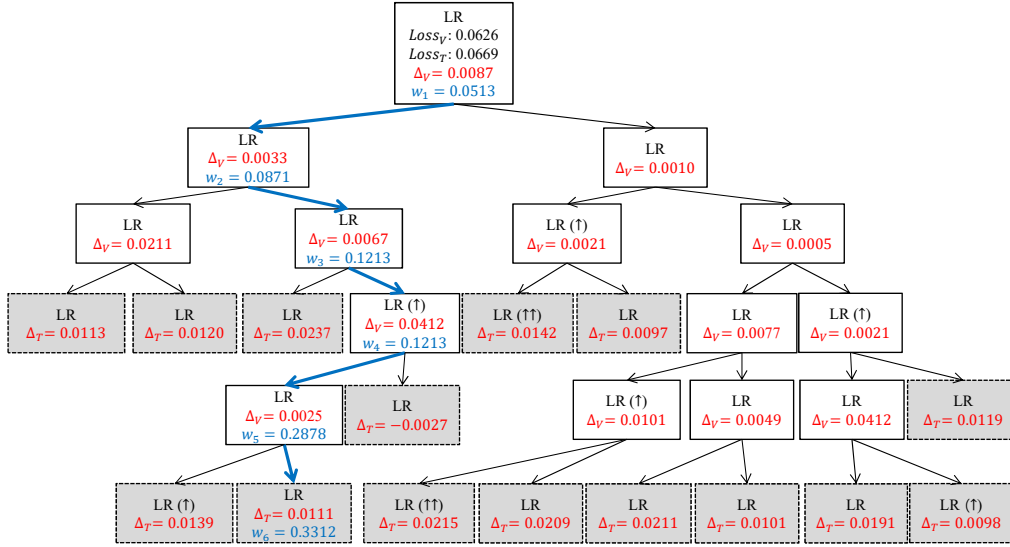 LR
Loss_V: 0.0626
Loss_T: 0.0669
Δ_V= 0.0087
w_1 = 0.0513
LR
Δ_V= 0.0033
w_2 = 0.0871
LR
Δ_V= 0.0010
LR
Δ_V= 0.0211
LR
Δ_V= 0.0067
w_3 = 0.1213
LR (↑)
Δ_V= 0.0021
LR
Δ_V= 0.0005
LR
Δ_T= 0.0113
LR
Δ_T= 0.0120
LR
Δ_T= 0.0237
LR (↑)
Δ_V= 0.0412
w_4 = 0.1213
LR (↑↑)
Δ_T= 0.0142
LR
Δ_T= 0.0097
LR
Δ_V= 0.0077
LR (↑)
Δ_V= 0.0021
LR
Δ_V= 0.0025
w_5 = 0.2878
LR
Δ_T= −0.0027
LR (↑)
Δ_V= 0.0101
LR
Δ_V= 0.0049
LR
Δ_V= 0.0412
LR
Δ_T= 0.0119
LR (↑)
Δ_T= 0.0139
LR
Δ_T= 0.0111
w_6 = 0.3312
LR (↑↑)
Δ_T= 0.0215
LR
Δ_T= 0.0209
LR
Δ_T= 0.0211
LR
Δ_T= 0.0101
LR
Δ_T= 0.0191
LR (↑)
Δ_T= 0.0098